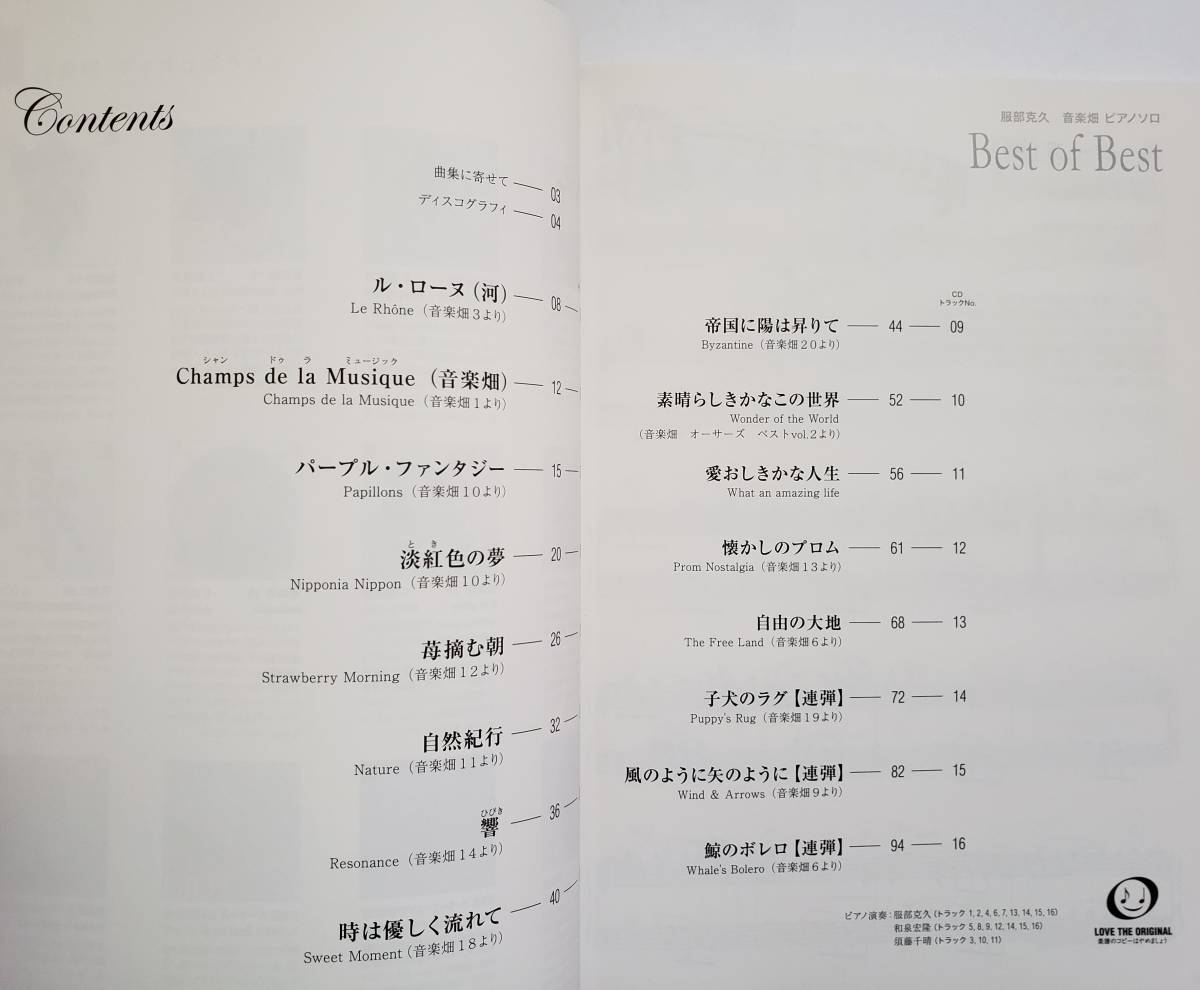 Contents
曲集に寄せて 03
ディスコグラフィ 04
ル・ローヌ（河） 08
Le Rhône（音楽畑3より）
シャン ドゥ ラ ミュージック
Champs de la Musique（音楽畑） 12
Champs de la Musique（音楽畑1より）
パープル・ファンタジー 15
Papillons（音楽畑10より）
とき
淡紅色の夢 20
Nipponia Nippon（音楽畑10より）
苺摘む朝 26
Strawberry Morning（音楽畑12より）
自然紀行 32
Nature（音楽畑11より）
ひびき
響 36
Resonance（音楽畑14より）
時は優しく流れて 40
Sweet Moment（音楽畑18より）
服部克久　音楽畑 ピアノソロ
Best of Best
CD
トラックNo.
帝国に陽は昇りて 44 09
Byzantine（音楽畑20より）
素晴らしきかなこの世界 52 10
Wonder of the World
（音楽畑　オーサーズ　ベストvol.2より）
愛おしきかな人生 56 11
What an amazing life
懐かしのプロム 61 12
Prom Nostalgia（音楽畑13より）
自由の大地 68 13
The Free Land（音楽畑6より）
子犬のラグ【連弾】 72 14
Puppy's Rug（音楽畑19より）
風のように矢のように【連弾】 82 15
Wind & Arrows（音楽畑9より）
鯨のボレロ【連弾】 94 16
Whale's Bolero（音楽畑6より）
ピアノ演奏：服部克久（トラック 1, 2, 4, 6, 7, 13, 14, 15, 16）
和泉宏隆（トラック 5, 8, 9, 12, 14, 15, 16）
須藤千晴（トラック 3, 10, 11）
LOVE THE ORIGINAL
楽譜のコピーはやめましょう